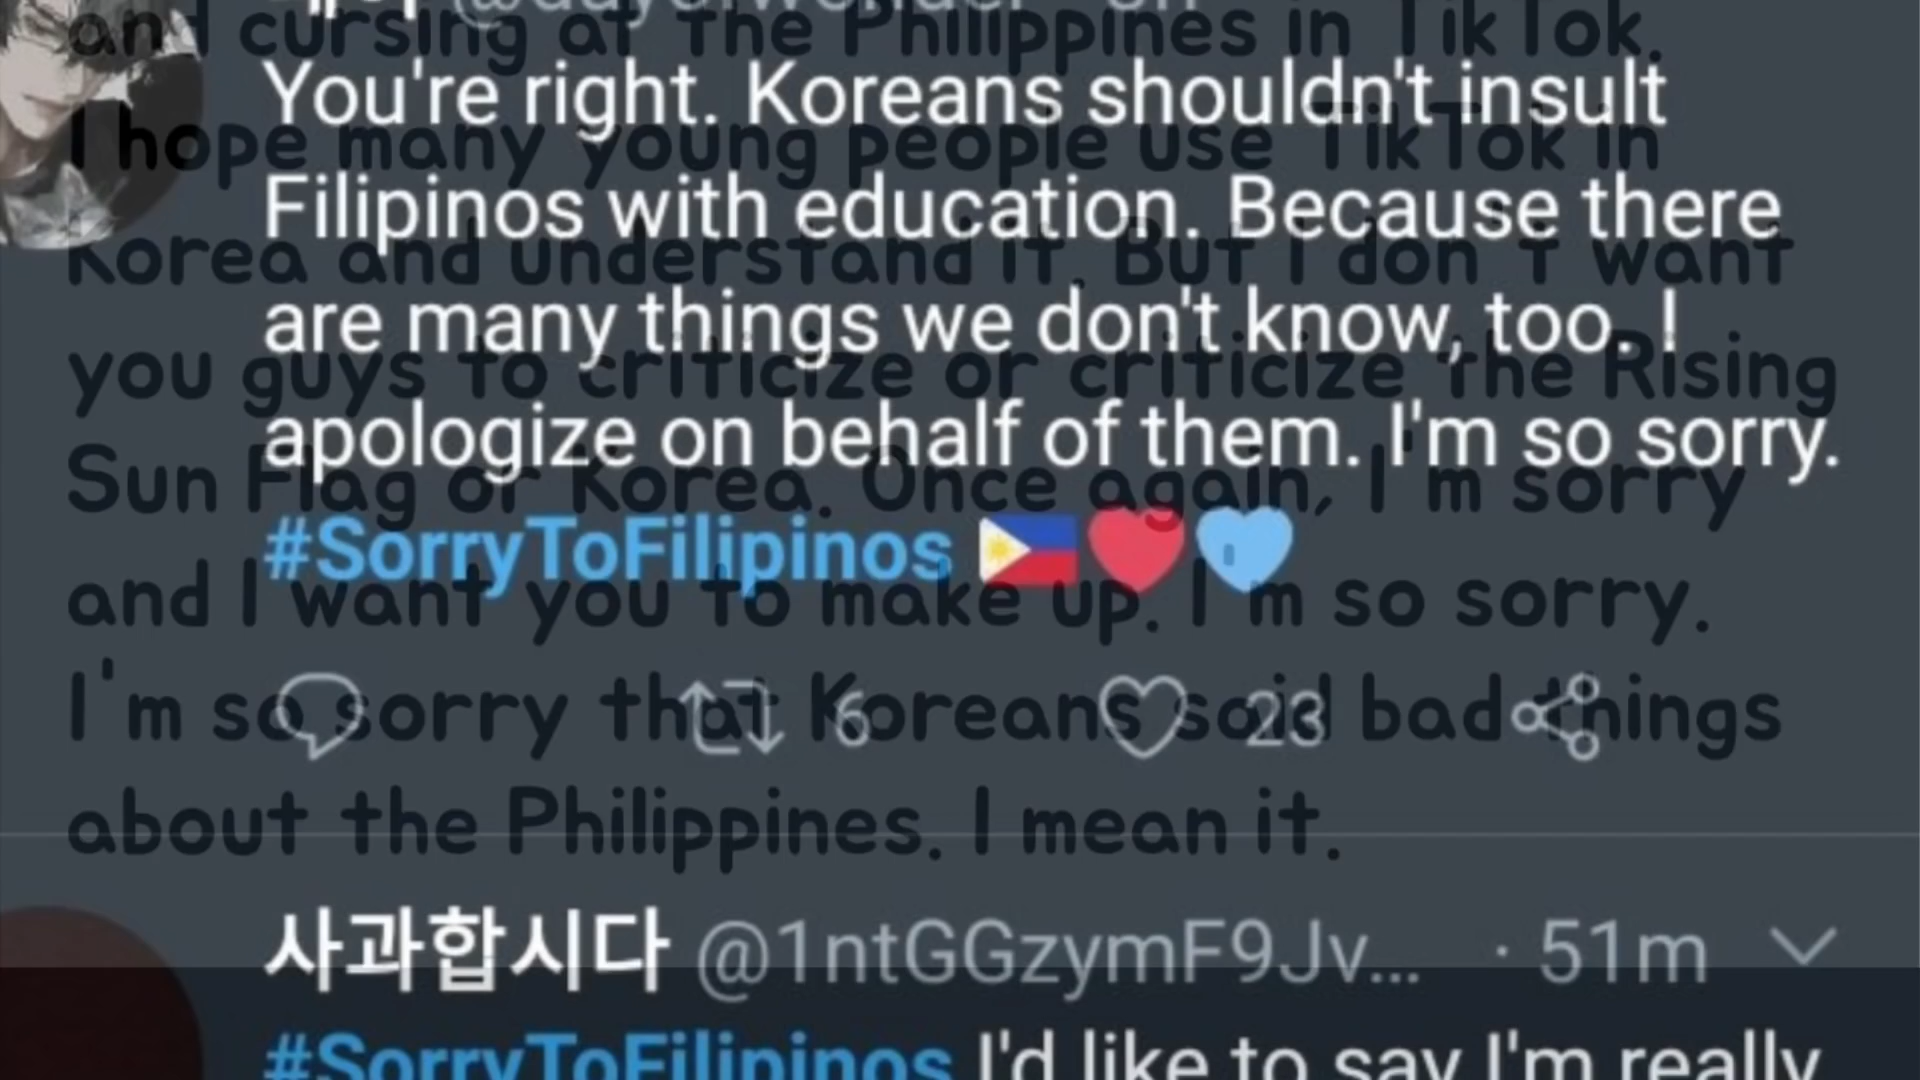 and cursing at the Philippines in TikTok.
You're right. Koreans shouldn't insult
I hope many young people use TikTok in
Filipinos with education. Because there
Korea and understand it. But I don't want
are many things we don't know, too. I
you guys to criticize or criticize the Rising
apologize on behalf of them. I'm so sorry.
Sun Flag or Korea. Once again, I'm sorry
#SorryToFilipinos 🇵🇭❤️💙
and I want you to make up. I'm so sorry.
I'm so sorry that Koreans said bad things
6 23
about the Philippines. I mean it.
사과합시다 @1ntGGzymF9Jv... · 51m
#SorryToFilipinos I'd like to say I'm really